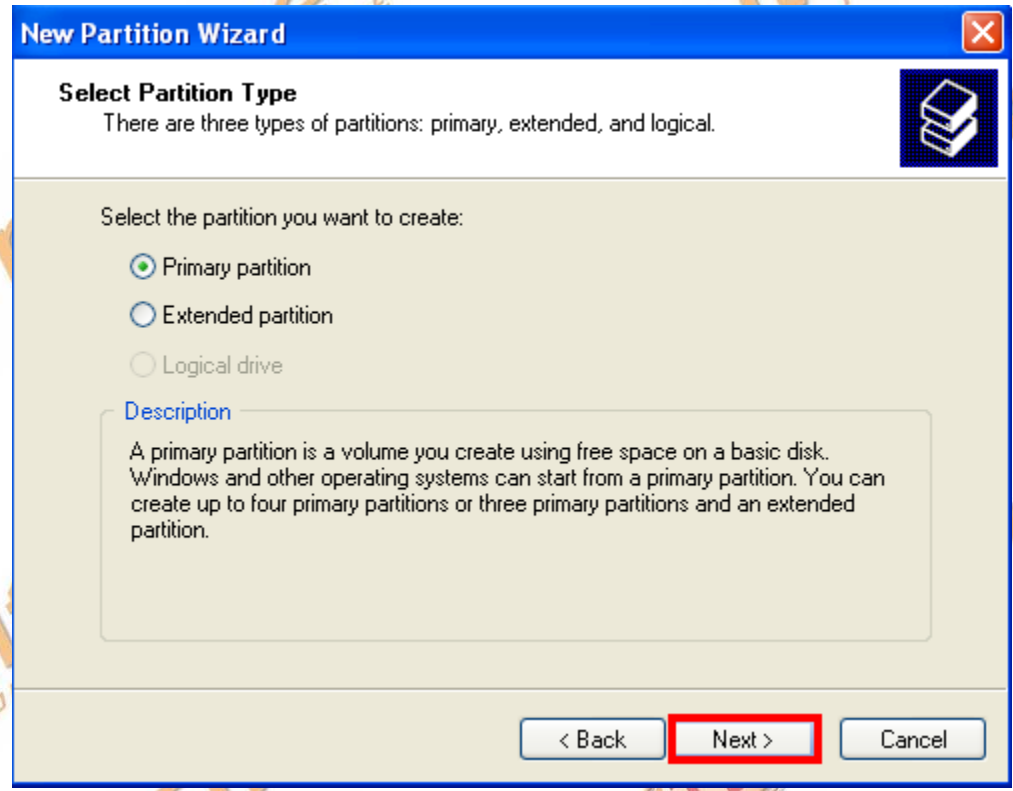 New Partition Wizard
Select Partition Type
There are three types of partitions: primary, extended, and logical.
Select the partition you want to create:
Primary partition
Extended partition
Logical drive
Description
A primary partition is a volume you create using free space on a basic disk.
Windows and other operating systems can start from a primary partition. You can
create up to four primary partitions or three primary partitions and an extended
partition.
< Back
Next >
Cancel